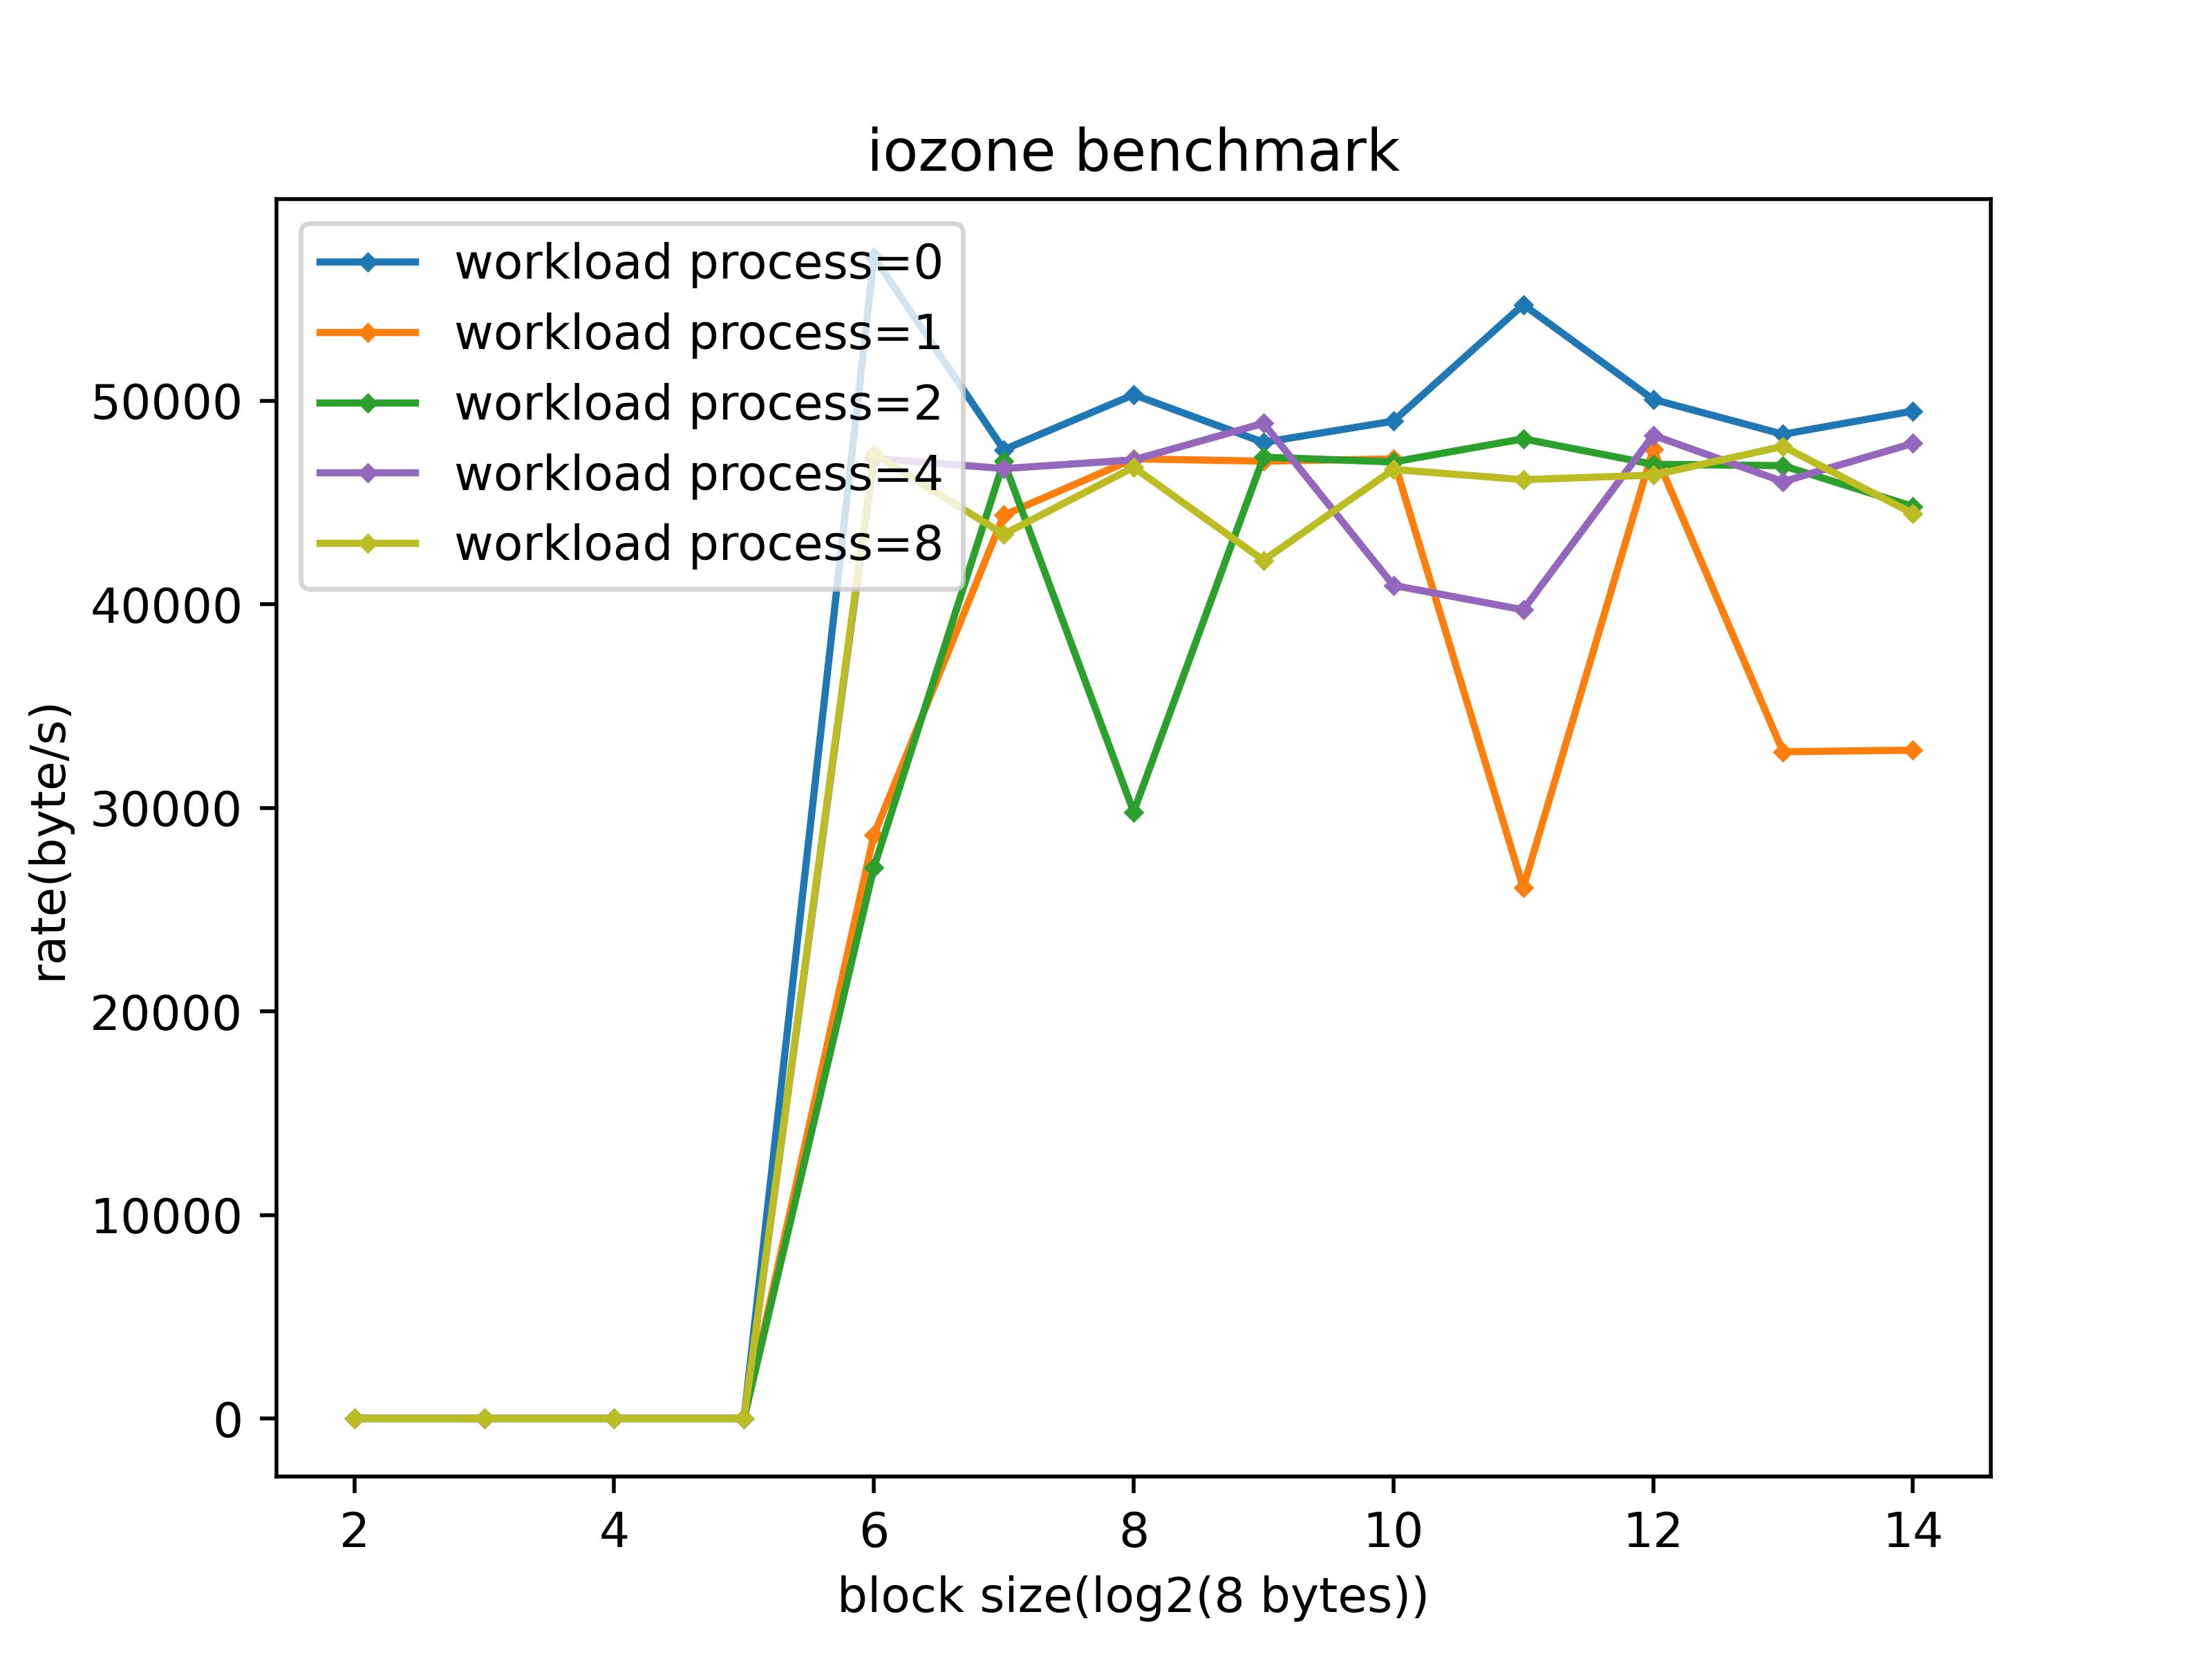 iozone benchmark
workload process=0
workload process=1
workload process=2
workload process=4
workload process=8
50000
40000
30000
20000
10000
0
rate(byte/s)
2 4 6 8 10 12 14
block size(log2(8 bytes))